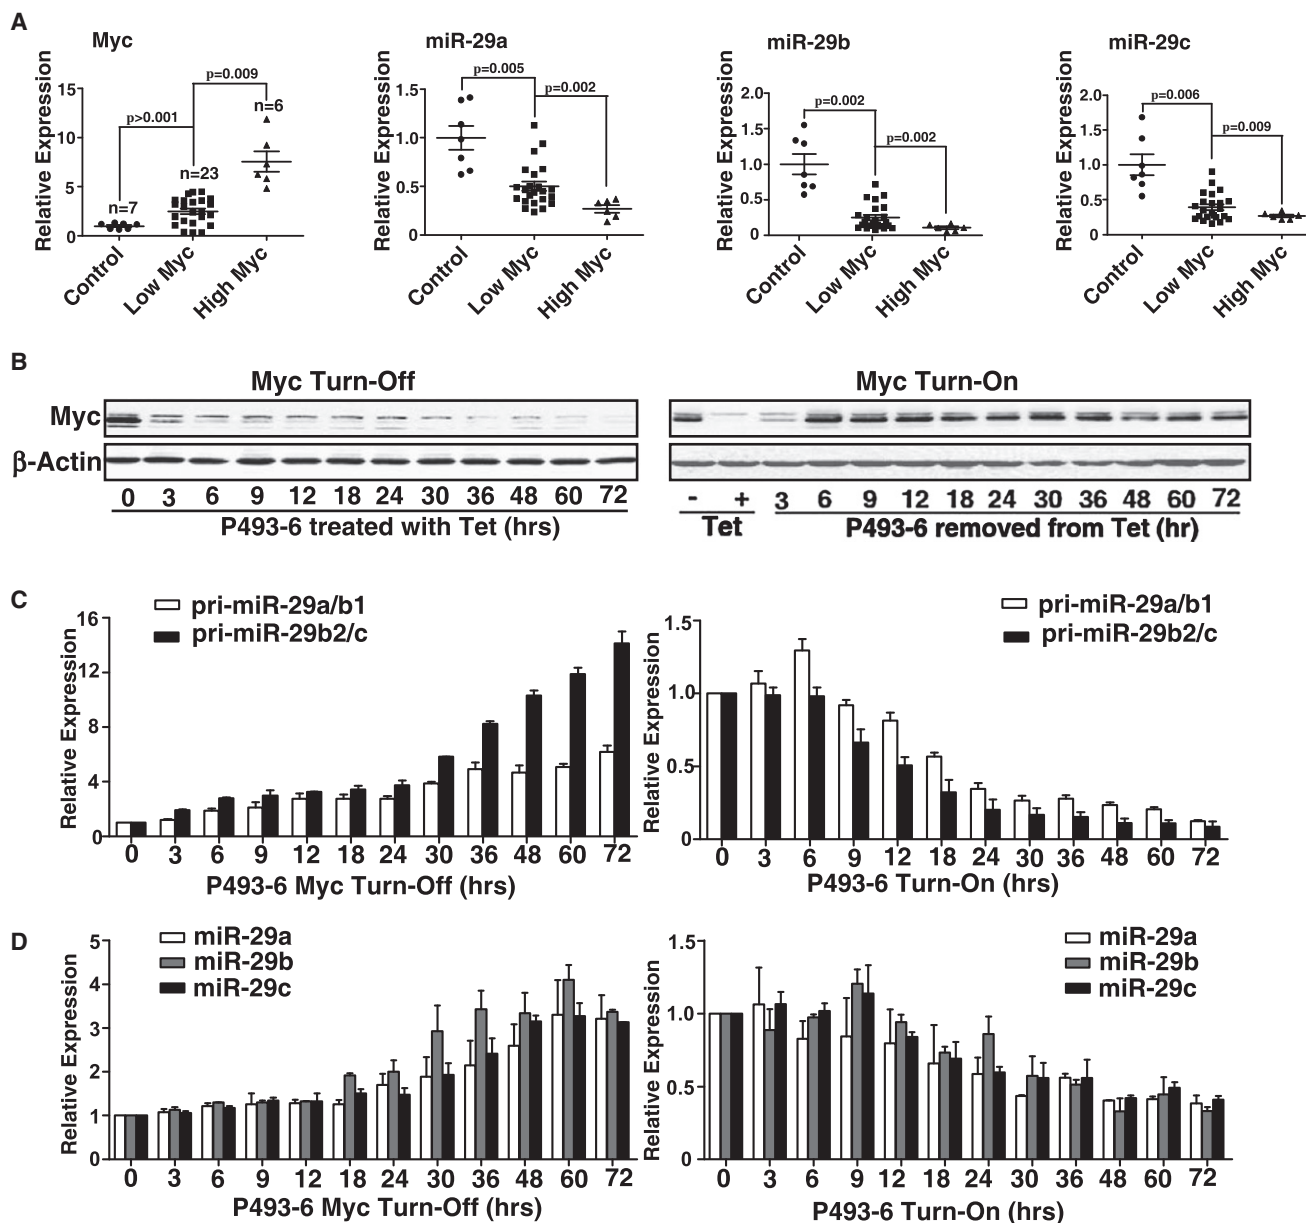 A
Myc
Relative Expression
15
10
5
0
p>0.001
p=0.009
n=7
n=23
n=6
Control
Low Myc
High Myc
miR-29a
Relative Expression
1.5
1.0
0.5
0
p=0.005
p=0.002
Control
Low Myc
High Myc
miR-29b
Relative Expression
2.0
1.5
1.0
0.5
0
p=0.002
p=0.002
Control
Low Myc
High Myc
miR-29c
Relative Expression
2.0
1.5
1.0
0.5
0
p=0.006
p=0.009
Control
Low Myc
High Myc
B
Myc Turn-Off
Myc
β-Actin
0 3 6 9 12 18 24 30 36 48 60 72
P493-6 treated with Tet (hrs)
Myc Turn-On
- + 3 6 9 12 18 24 30 36 48 60 72
Tet
P493-6 removed from Tet (hr)
C
pri-miR-29a/b1
pri-miR-29b2/c
Relative Expression
16
12
8
4
0
0 3 6 9 12 18 24 30 36 48 60 72
P493-6 Myc Turn-Off (hrs)
pri-miR-29a/b1
pri-miR-29b2/c
Relative Expression
1.5
1.0
0.5
0
0 3 6 9 12 18 24 30 36 48 60 72
P493-6 Turn-On (hrs)
D
miR-29a
miR-29b
miR-29c
Relative Expression
5
4
3
2
1
0
0 3 6 9 12 18 24 30 36 48 60 72
P493-6 Myc Turn-Off (hrs)
miR-29a
miR-29b
miR-29c
Relative Expression
1.5
1.0
0.5
0
0 3 6 9 12 18 24 30 36 48 60 72
P493-6 Turn-On (hrs)